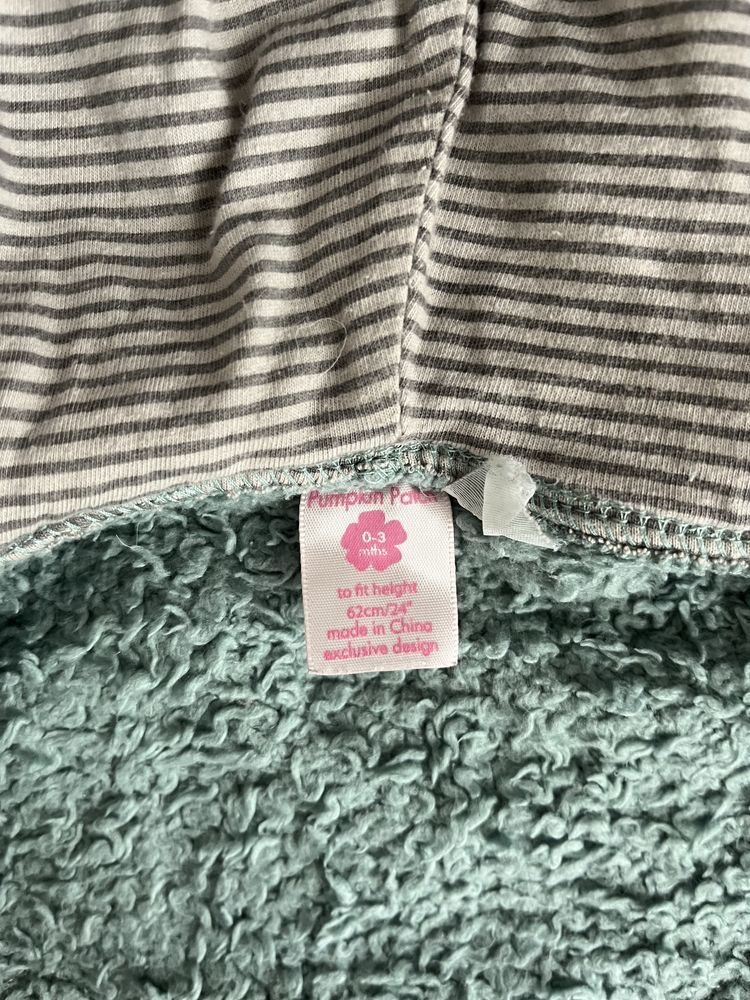 Pumpkin Patch
0-3
mths
to fit height
62cm/24"
made in China
exclusive design